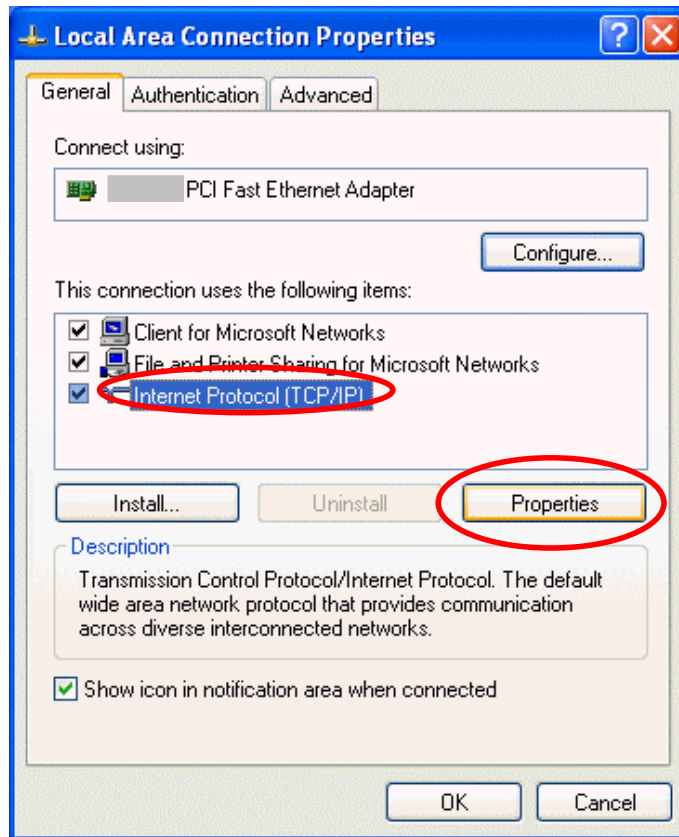 Local Area Connection Properties
General Authentication Advanced
Connect using:
PCI Fast Ethernet Adapter
Configure...
This connection uses the following items:
Client for Microsoft Networks
File and Printer Sharing for Microsoft Networks
Internet Protocol (TCP/IP)
Install... Uninstall Properties
Description
Transmission Control Protocol/Internet Protocol. The default
wide area network protocol that provides communication
across diverse interconnected networks.
Show icon in notification area when connected
OK Cancel